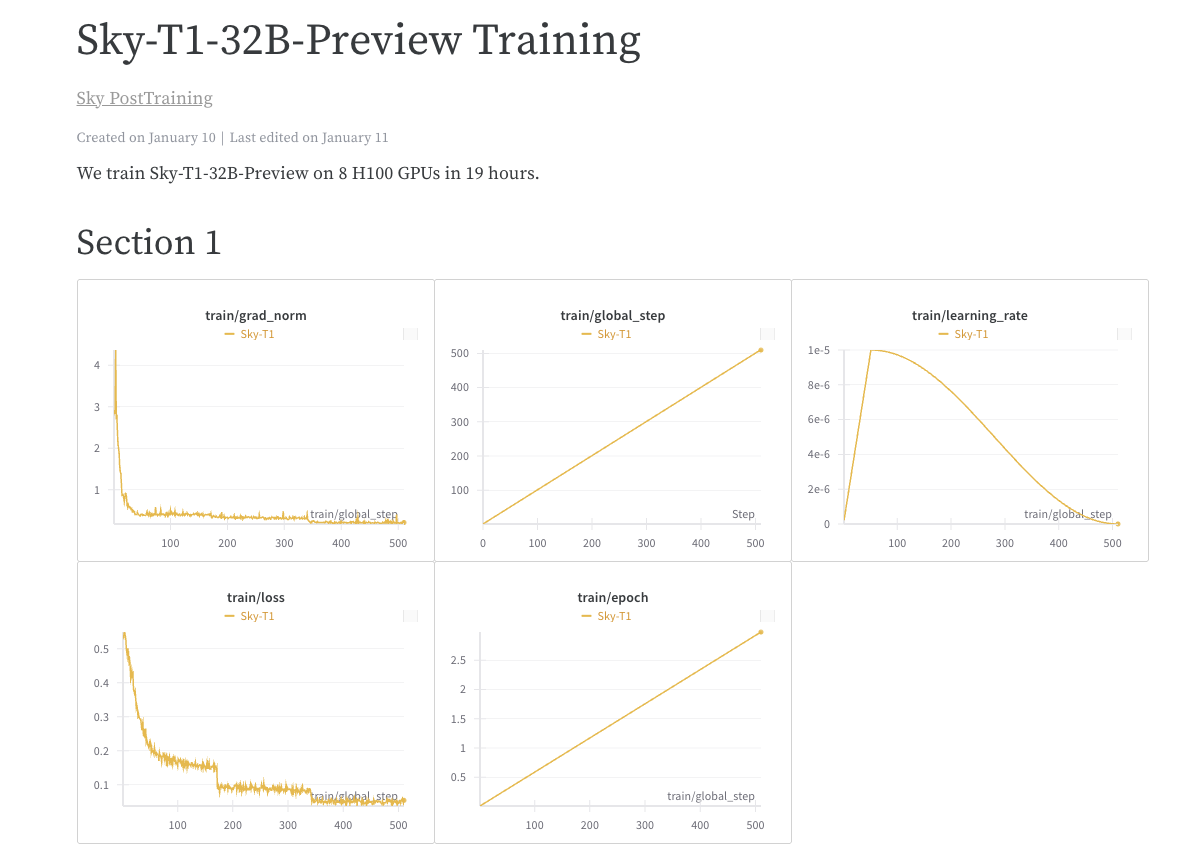 Sky-T1-32B-Preview Training
Sky PostTraining
Created on January 10 | Last edited on January 11
We train Sky-T1-32B-Preview on 8 H100 GPUs in 19 hours.
Section 1
train/grad_norm
Sky-T1
4
3
2
1
train/global_step
100 200 300 400 500
train/global_step
Sky-T1
500
400
300
200
100
Step
0 100 200 300 400 500
train/learning_rate
Sky-T1
1e-5
8e-6
6e-6
4e-6
2e-6
0
train/global_step
100 200 300 400 500
train/loss
Sky-T1
0.5
0.4
0.3
0.2
0.1
train/global_step
100 200 300 400 500
train/epoch
Sky-T1
2.5
2
1.5
1
0.5
train/global_step
100 200 300 400 500